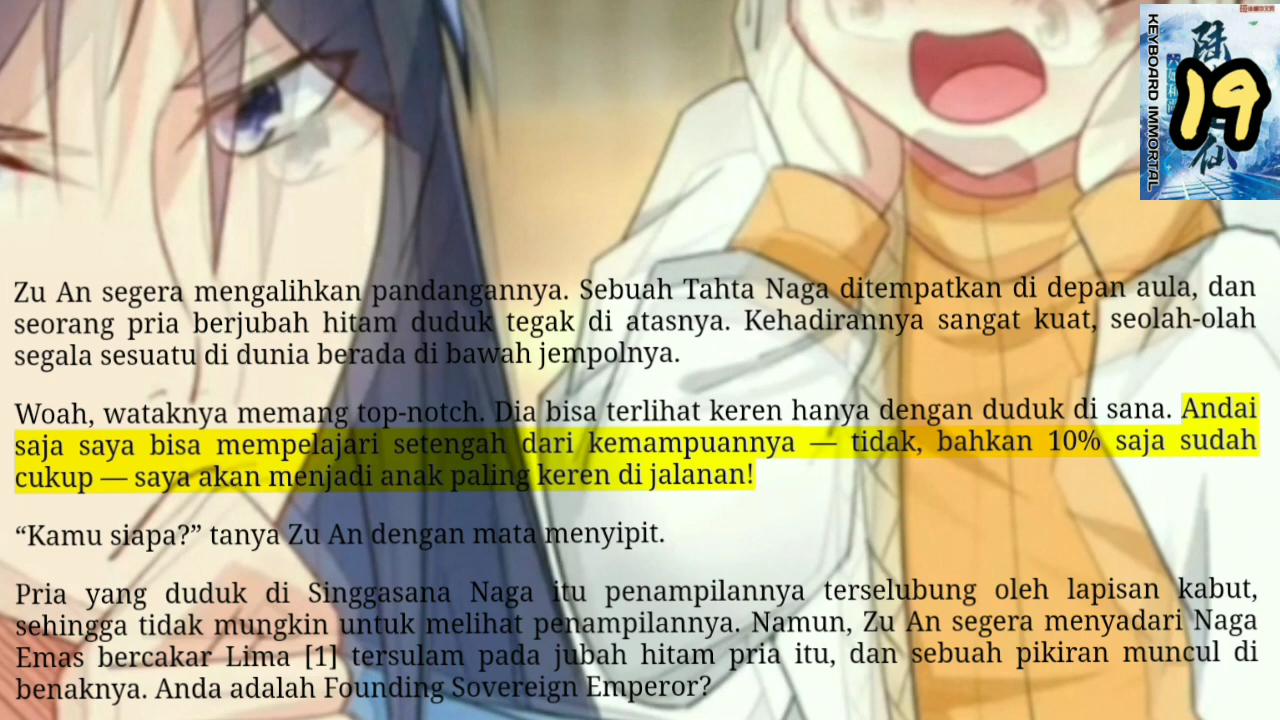 KEYBOARD IMMORTAL
19
仙
Zu An segera mengalihkan pandangannya. Sebuah Tahta Naga ditempatkan di depan aula, dan
seorang pria berjubah hitam duduk tegak di atasnya. Kehadirannya sangat kuat, seolah-olah
segala sesuatu di dunia berada di bawah jempolnya.
Woah, wataknya memang top-notch. Dia bisa terlihat keren hanya dengan duduk di sana. Andai
saja saya bisa mempelajari setengah dari kemampuannya — tidak, bahkan 10% saja sudah
cukup — saya akan menjadi anak paling keren di jalanan!
“Kamu siapa?” tanya Zu An dengan mata menyipit.
Pria yang duduk di Singgasana Naga itu penampilannya terselubung oleh lapisan kabut,
sehingga tidak mungkin untuk melihat penampilannya. Namun, Zu An segera menyadari Naga
Emas bercakar Lima [1] tersulam pada jubah hitam pria itu, dan sebuah pikiran muncul di
benaknya. Anda adalah Founding Sovereign Emperor?